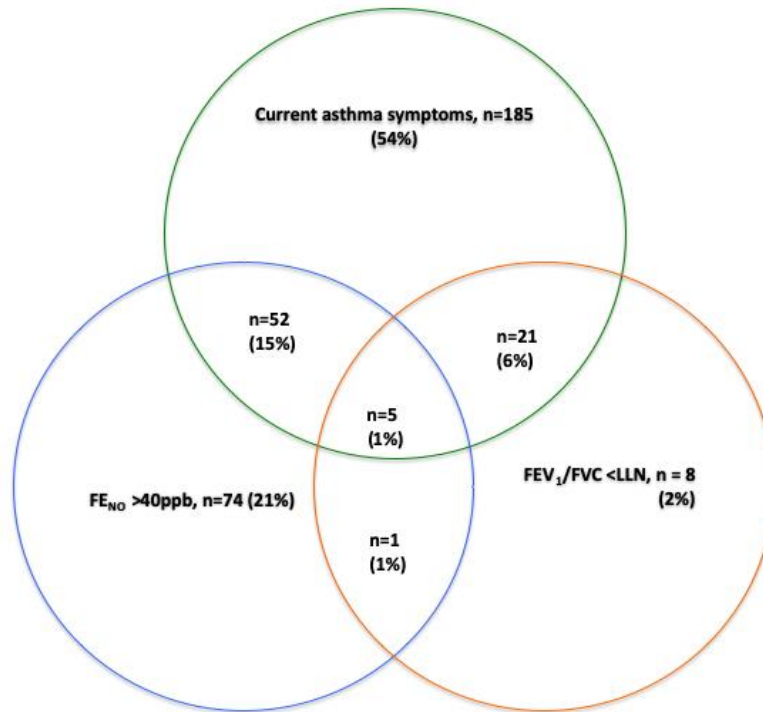 Current asthma symptoms, n=185
(54%)
n=52
(15%)
n=21
(6%)
n=5
(1%)
FEV₁/FVC <LLN, n = 8
(2%)
FE_NO >40ppb, n=74 (21%)
n=1
(1%)